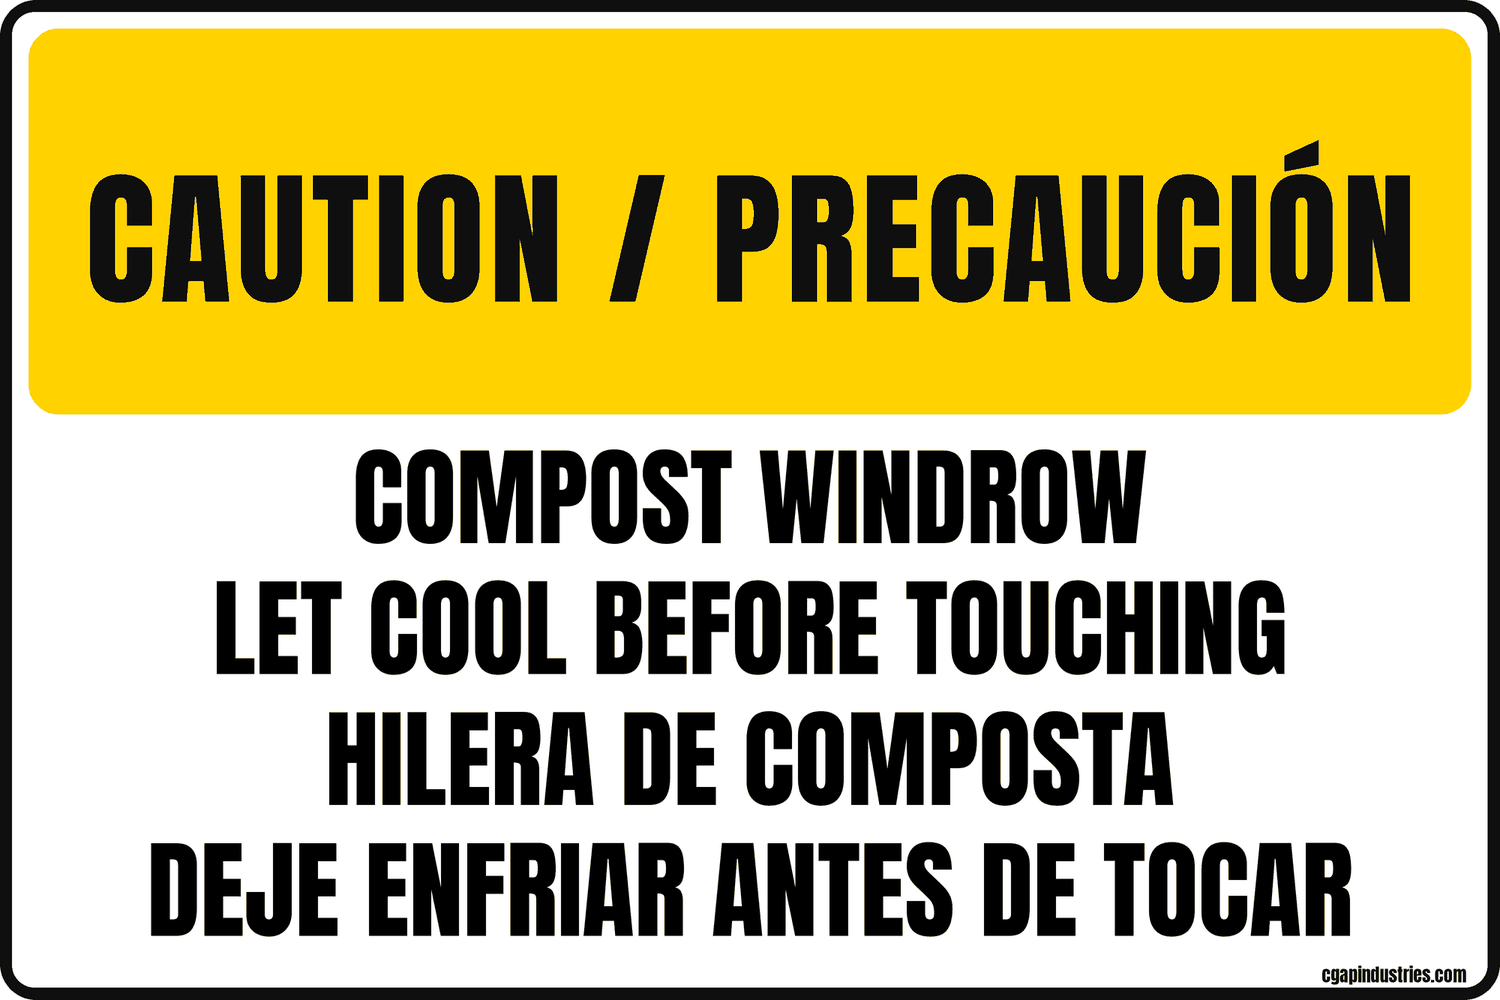 CAUTION / PRECAUCIÓN
COMPOST WINDROW
LET COOL BEFORE TOUCHING
HILERA DE COMPOSTA
DEJE ENFRIAR ANTES DE TOCAR
cgapindustries.com